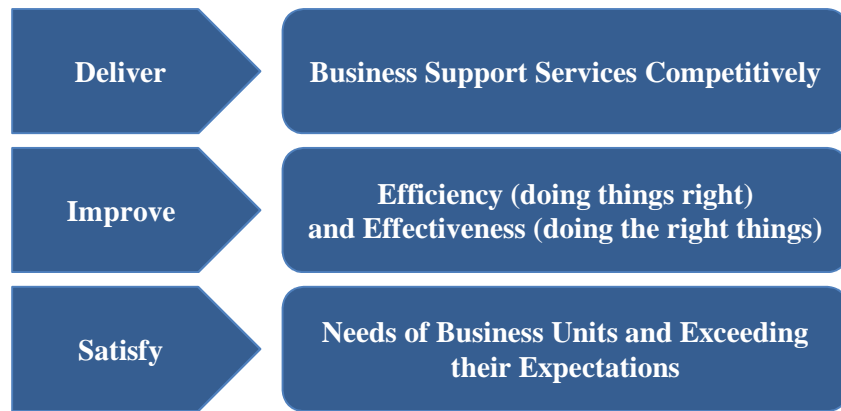 Deliver
Business Support Services Competitively
Improve
Efficiency (doing things right)
and Effectiveness (doing the right things)
Satisfy
Needs of Business Units and Exceeding
their Expectations